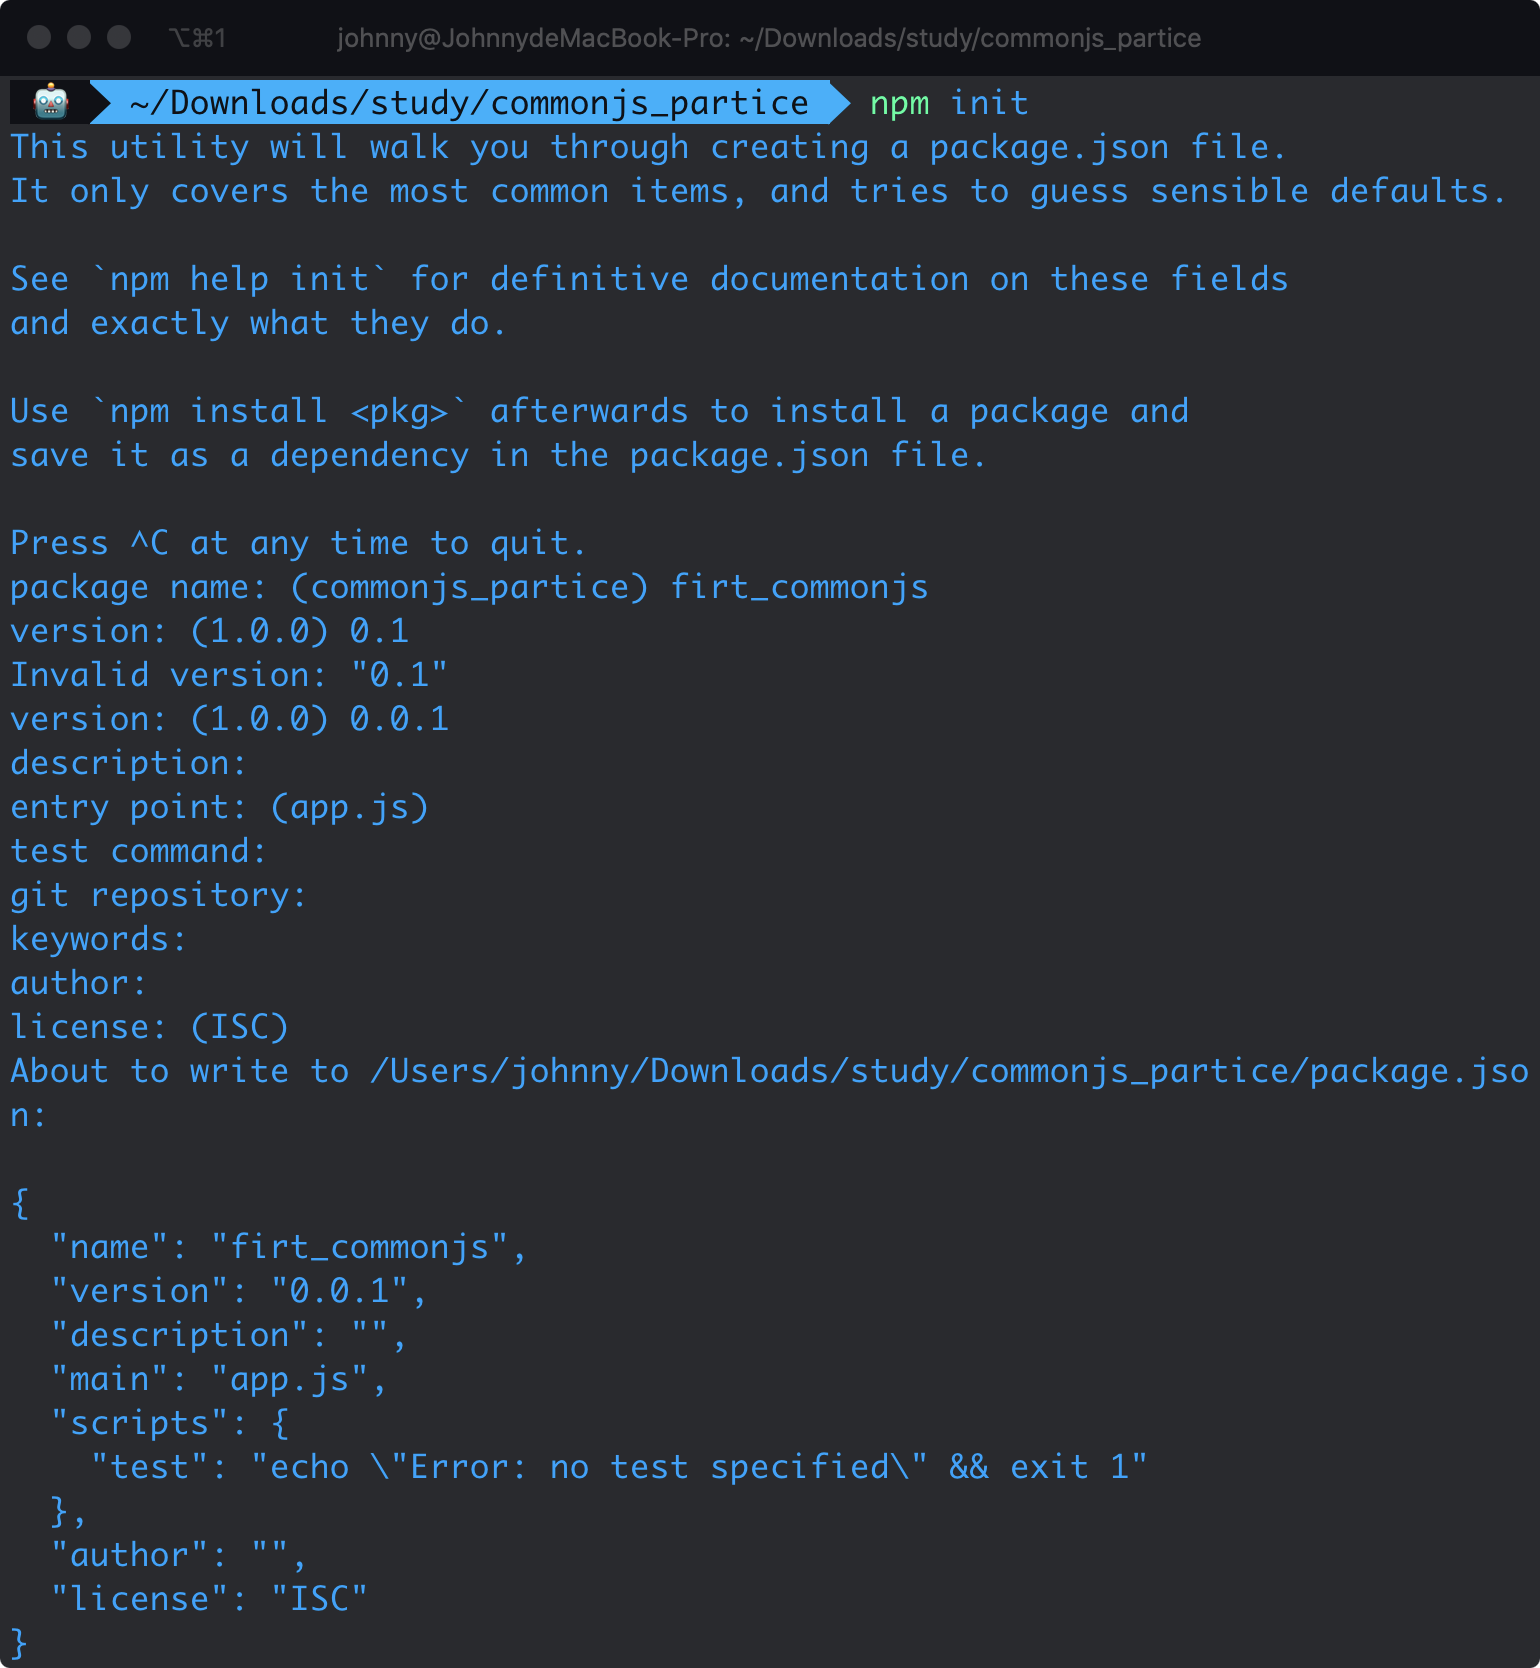 ⌥⌘1 johnny@JohnnydeMacBook-Pro: ~/Downloads/study/commonjs_partice
~/Downloads/study/commonjs_partice npm init
This utility will walk you through creating a package.json file.
It only covers the most common items, and tries to guess sensible defaults.
See `npm help init` for definitive documentation on these fields
and exactly what they do.
Use `npm install <pkg>` afterwards to install a package and
save it as a dependency in the package.json file.
Press ^C at any time to quit.
package name: (commonjs_partice) firt_commonjs
version: (1.0.0) 0.1
Invalid version: "0.1"
version: (1.0.0) 0.0.1
description:
entry point: (app.js)
test command:
git repository:
keywords:
author:
license: (ISC)
About to write to /Users/johnny/Downloads/study/commonjs_partice/package.jso
n:
{
  "name": "firt_commonjs",
  "version": "0.0.1",
  "description": "",
  "main": "app.js",
  "scripts": {
    "test": "echo \"Error: no test specified\" && exit 1"
  },
  "author": "",
  "license": "ISC"
}